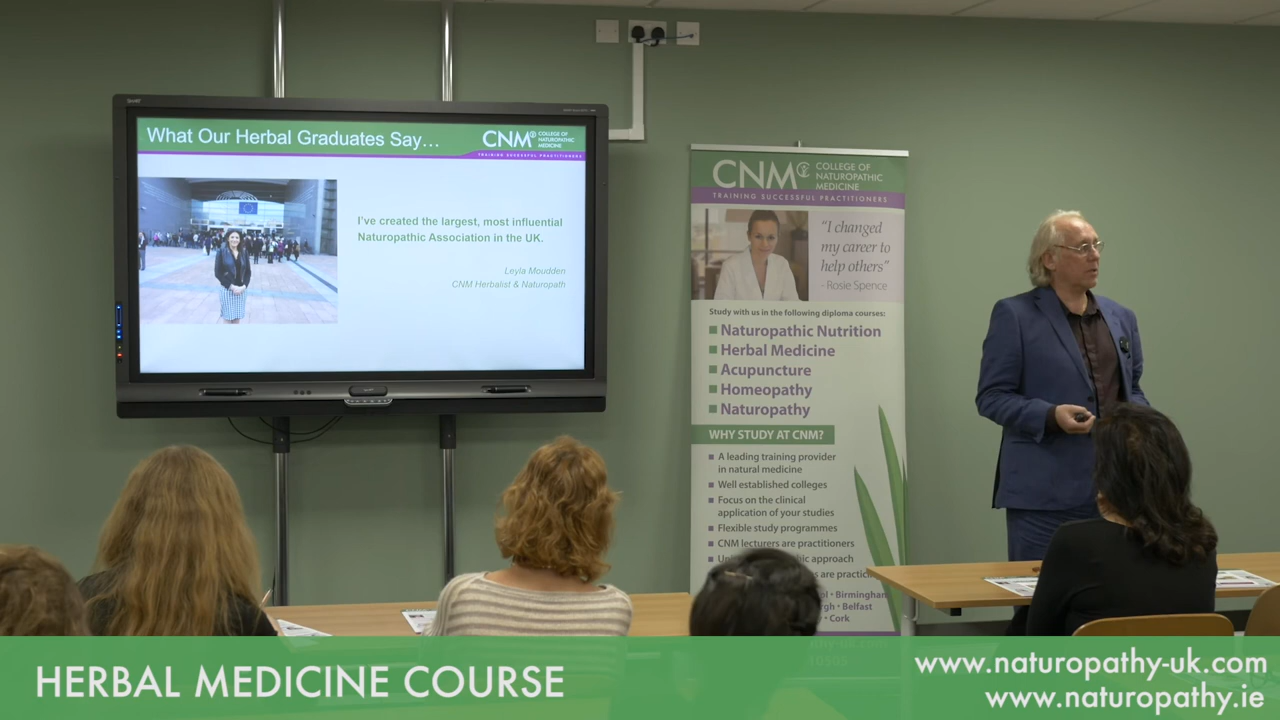 What Our Herbal Graduates Say…
CNM
COLLEGE OF
NATUROPATHIC
MEDICINE
TRAINING SUCCESSFUL PRACTITIONERS
I've created the largest, most influential
Naturopathic Association in the UK.
Leyla Moudden
CNM Herbalist & Naturopath
CNM
COLLEGE OF
NATUROPATHIC
MEDICINE
TRAINING SUCCESSFUL PRACTITIONERS
“I changed
my career to
help others”
- Rosie Spence
Study with us in the following diploma courses:
Naturopathic Nutrition
Herbal Medicine
Acupuncture
Homeopathy
Naturopathy
WHY STUDY AT CNM?
A leading training provider
in natural medicine
Well established colleges
Focus on the clinical
application of your studies
Flexible study programmes
CNM lecturers are practitioners
approach
are
• Birmingham
• Belfast
• Cork
HERBAL MEDICINE COURSE
www.naturopathy-uk.com
www.naturopathy.ie